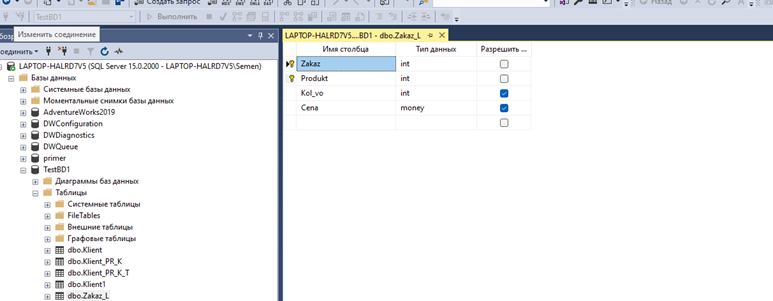 Создать запрос
Назад
TestBD1
Выполнить
Изменить соединение
оединить
LAPTOP-HALRD7V5 (SQL Server 15.0.2000 - LAPTOP-HALRD7V5\Semen)
Базы данных
Системные базы данных
Моментальные снимки базы данных
AdventureWorks2019
DWConfiguration
DWDiagnostics
DWQueue
primer
TestBD1
Диаграммы баз данных
Таблицы
Системные таблицы
FileTables
Внешние таблицы
Графовые таблицы
dbo.Klient
dbo.Klient_PR_K
dbo.Klient_PR_K_T
dbo.Klient1
dbo.Zakaz_L
LAPTOP-HALRD7V5....BD1 - dbo.Zakaz_L
Имя столбца Тип данных Разрешить ...
Zakaz int
Produkt int
Kol_vo int
Cena money